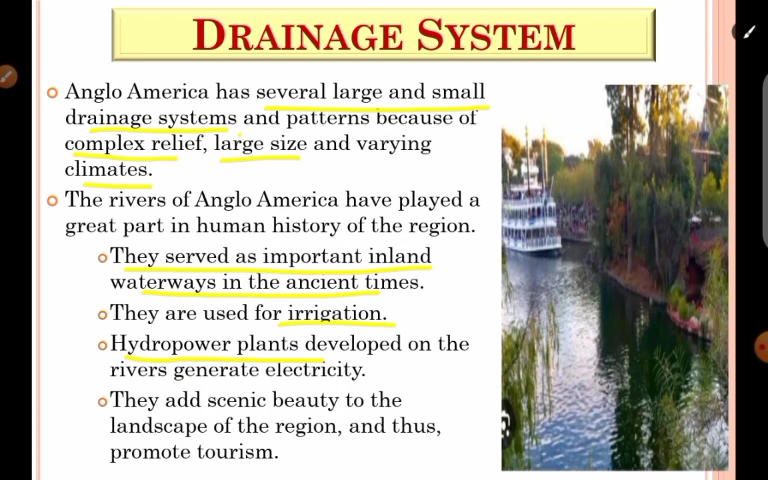 DRAINAGE SYSTEM
Anglo America has several large and small
drainage systems and patterns because of
complex relief, large size and varying
climates.
The rivers of Anglo America have played a
great part in human history of the region.
They served as important inland
waterways in the ancient times.
They are used for irrigation.
Hydropower plants developed on the
rivers generate electricity.
They add scenic beauty to the
landscape of the region, and thus,
promote tourism.